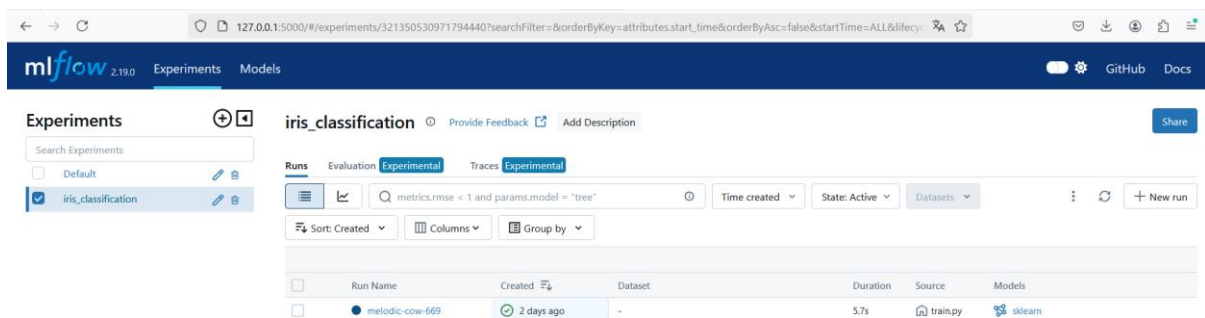 127.0.0.1:5000/#/experiments/321350530971794440?searchFilter=&orderByKey=attributes.start_time&orderByAsc=false&startTime=ALL&lifecyc
mlflow 2.19.0 Experiments Models GitHub Docs
Experiments
Search Experiments
Default
iris_classification
iris_classification Provide Feedback Add Description Share
Runs Evaluation Experimental Traces Experimental
metrics.rmse < 1 and params.model = "tree" Time created State: Active Datasets New run
Sort: Created Columns Group by
Run Name Created Dataset Duration Source Models
melodic-cow-669 2 days ago - 5.7s train.py sklearn